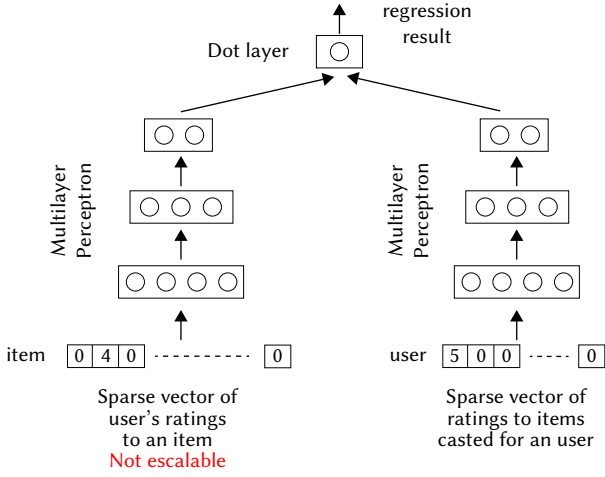 regression
result
Dot layer
Multilayer
Perceptron
Multilayer
Perceptron
item 0 4 0 0
user 5 0 0 0
Sparse vector of
user's ratings
to an item
Not escalable
Sparse vector of
ratings to items
casted for an user